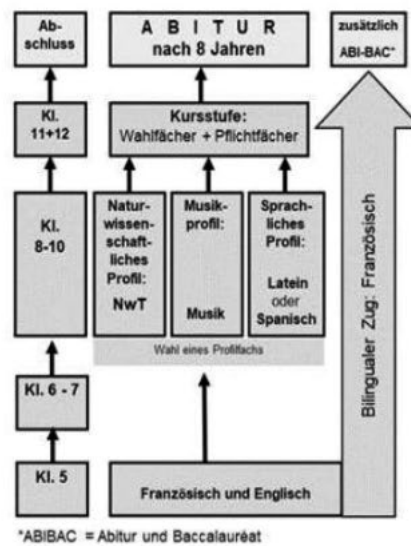 Ab-
schluss
A B I T U R
nach 8 Jahren
zusätzlich
ABI-BAC*
Kl.
11+12
Kursstufe:
Wahlfächer + Pflichtfächer
Kl.
8-10
Natur-
wissen-
schaft-
liches
Profil:
NwT
Musik-
profil:
Musik
Sprach-
liches
Profil:
Latein
oder
Spanisch
Wahl eines Profilfachs
Kl. 6 - 7
Kl. 5
Französisch und Englisch
Bilingualer Zug: Französisch
*ABIBAC = Abitur und Baccalauréat